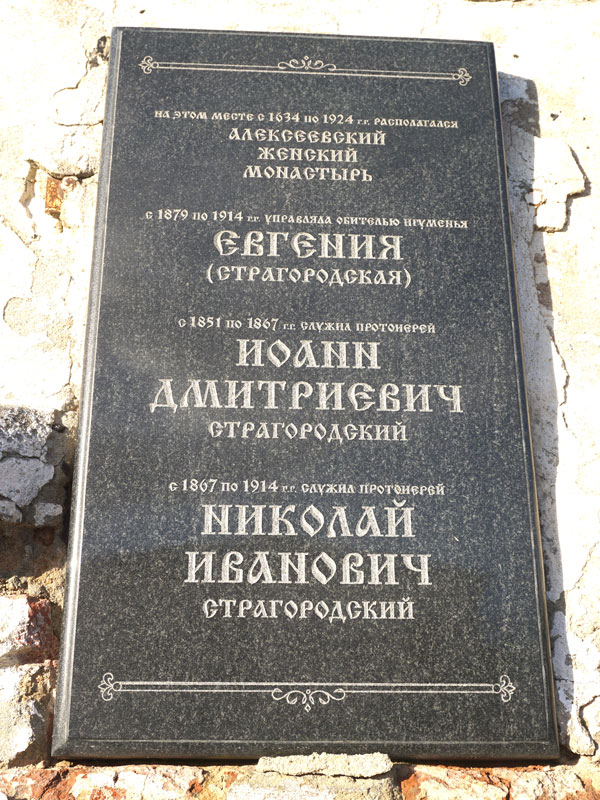 НА ЭТОМ МЕСТЕ С 1634 ПО 1924 Г.Г. РАСПОЛАГАЛСЯ
АЛЕКСЕЕВСКИЙ
ЖЕНСКИЙ
МОНАСТЫРЬ
С 1879 ПО 1914 Г.Г. УПРАВЛЯЛА ОБИТЕЛЬЮ ИГУМЕНЬЯ
ЕВГЕНИЯ
(СТРАГОРОДСКАЯ)
С 1851 ПО 1867 Г.Г. СЛУЖИЛ ПРОТОИЕРЕЙ
ИОАНН
ДМИТРИЕВИЧ
СТРАГОРОДСКИЙ
С 1867 ПО 1914 Г.Г. СЛУЖИЛ ПРОТОИЕРЕЙ
НИКОЛАЙ
ИВАНОВИЧ
СТРАГОРОДСКИЙ